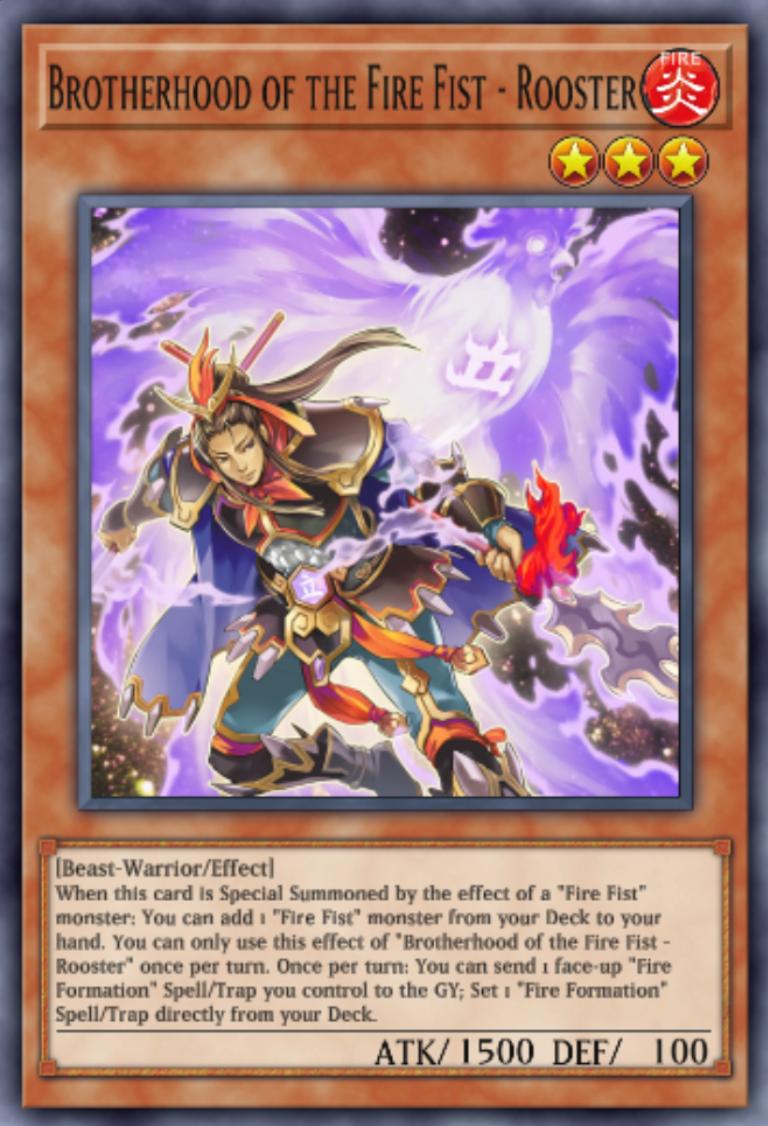 Brotherhood of the Fire Fist - Rooster
FIRE
炎
立
立
[Beast-Warrior/Effect]
When this card is Special Summoned by the effect of a "Fire Fist"
monster: You can add 1 "Fire Fist" monster from your Deck to your
hand. You can only use this effect of "Brotherhood of the Fire Fist -
Rooster" once per turn. Once per turn: You can send 1 face-up "Fire
Formation" Spell/Trap you control to the GY; Set 1 "Fire Formation"
Spell/Trap directly from your Deck.
ATK/ 1500 DEF/ 100